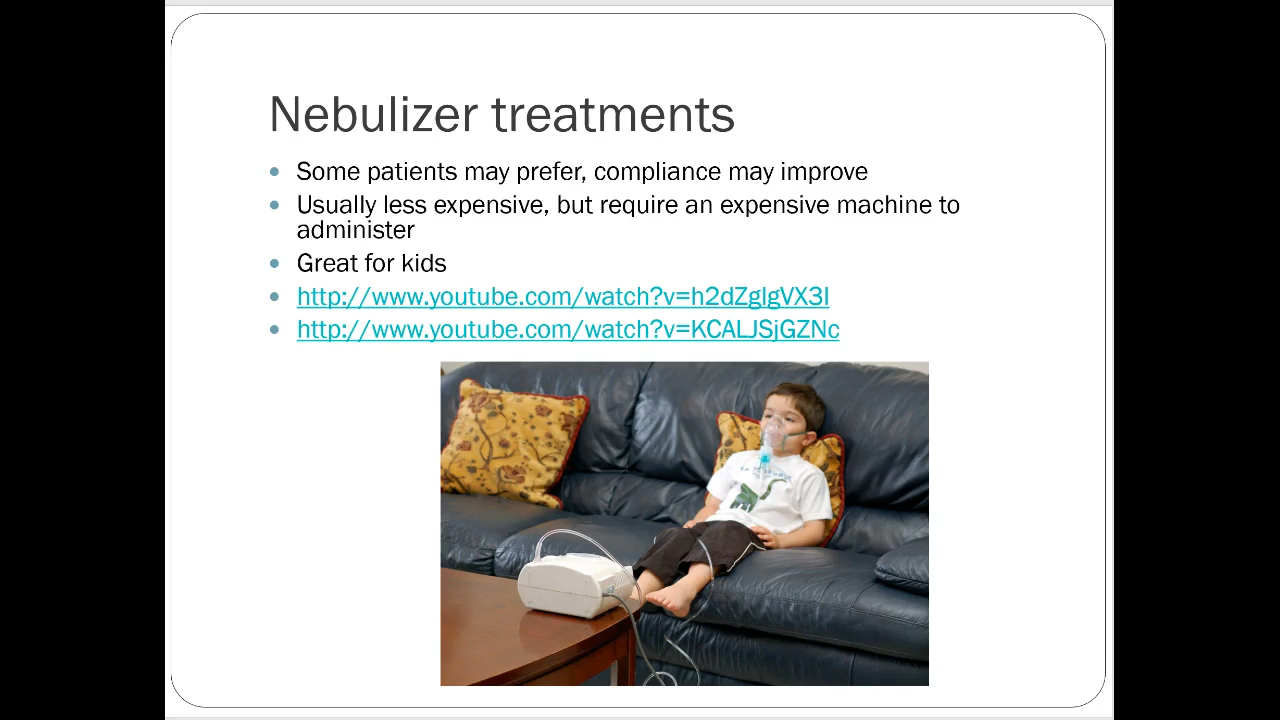 Nebulizer treatments
Some patients may prefer, compliance may improve
Usually less expensive, but require an expensive machine to
administer
Great for kids
http://www.youtube.com/watch?v=h2dZglgVX3I
http://www.youtube.com/watch?v=KCALJSjGZNc